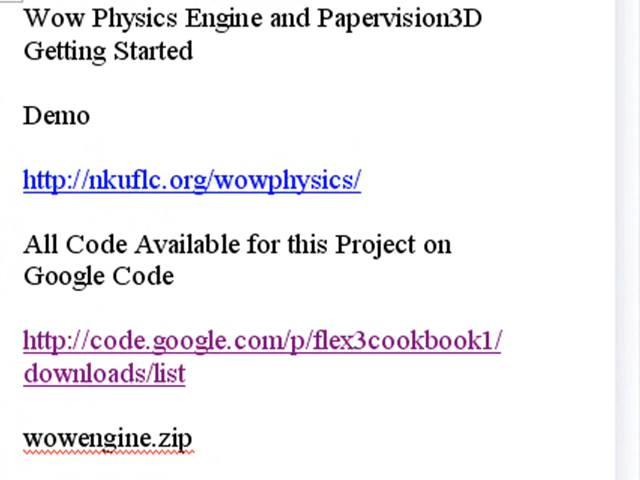 Wow Physics Engine and Papervision3D
Getting Started
Demo
http://nkuflc.org/wowphysics/
All Code Available for this Project on
Google Code
http://code.google.com/p/flex3cookbook1/
downloads/list
wowengine.zip